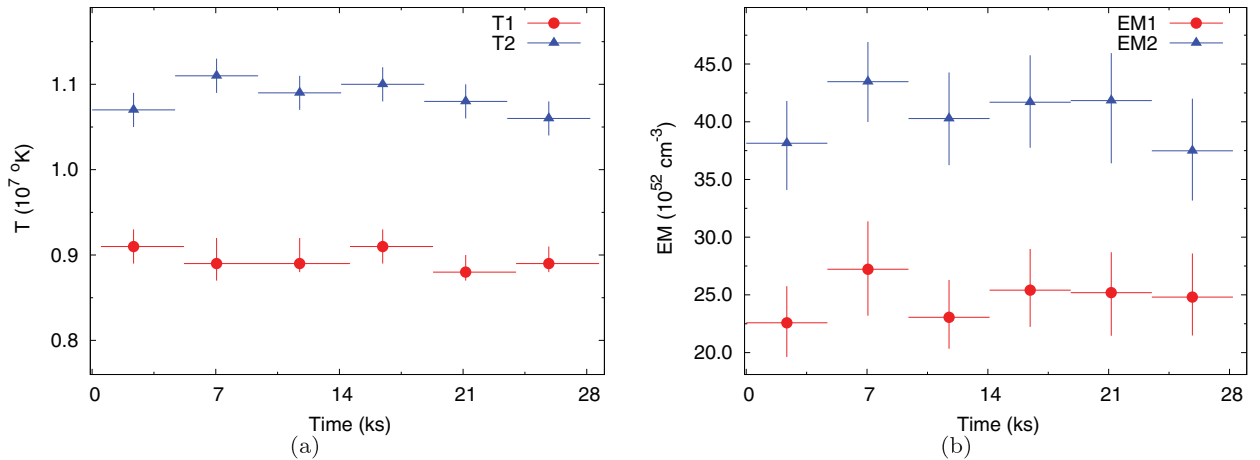 T1
T2
1.1
1.0
0.9
0.8
T (10⁷ °K)
0 7 14 21 28
Time (ks)
(a)
EM1
EM2
45.0
40.0
35.0
30.0
25.0
20.0
EM (10⁵² cm⁻³)
0 7 14 21 28
Time (ks)
(b)